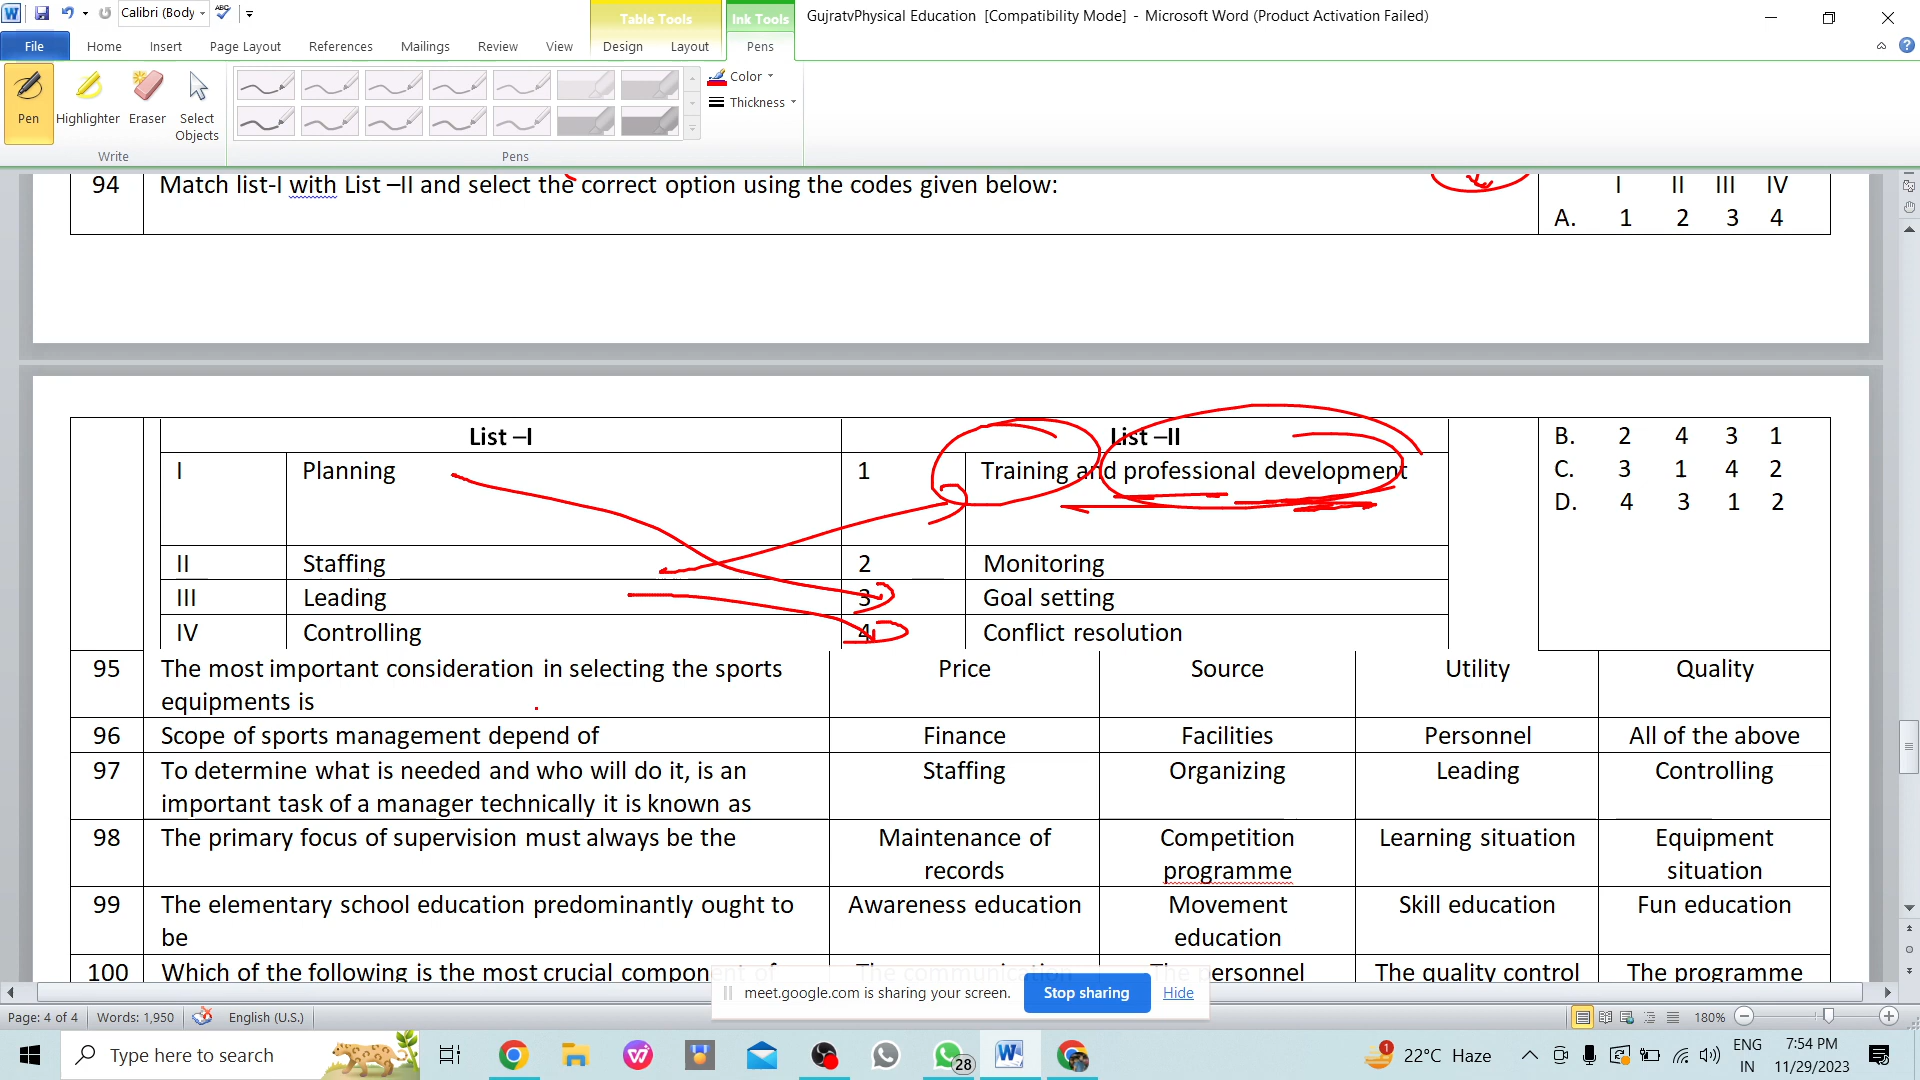 Calibri (Body
ABC
Table Tools
Ink Tools
GujratvPhysical Education [Compatibility Mode] - Microsoft Word (Product Activation Failed)
File
Home
Insert
Page Layout
References
Mailings
Review
View
Design
Layout
Pens
Pen
Highlighter
Eraser
Select Objects
Color
Thickness
Write
Pens
94 Match list-I with List –II and select the correct option using the codes given below: I II III IV
A. 1 2 3 4
List –I List –II B. 2 4 3 1
I Planning 1 Training and professional development C. 3 1 4 2
D. 4 3 1 2
II Staffing 2 Monitoring
III Leading 3 Goal setting
IV Controlling 4 Conflict resolution
95 The most important consideration in selecting the sports Price Source Utility Quality
equipments is
96 Scope of sports management depend of Finance Facilities Personnel All of the above
97 To determine what is needed and who will do it, is an Staffing Organizing Leading Controlling
important task of a manager technically it is known as
98 The primary focus of supervision must always be the Maintenance of Competition Learning situation Equipment
records programme situation
99 The elementary school education predominantly ought to Awareness education Movement Skill education Fun education
be education
100 Which of the following is the most crucial component of The communication The personnel The quality control The programme
meet.google.com is sharing your screen. Stop sharing Hide
Page: 4 of 4 Words: 1,950 English (U.S.) 180%
Type here to search 28 1 22°C Haze ENG 7:54 PM
IN 11/29/2023